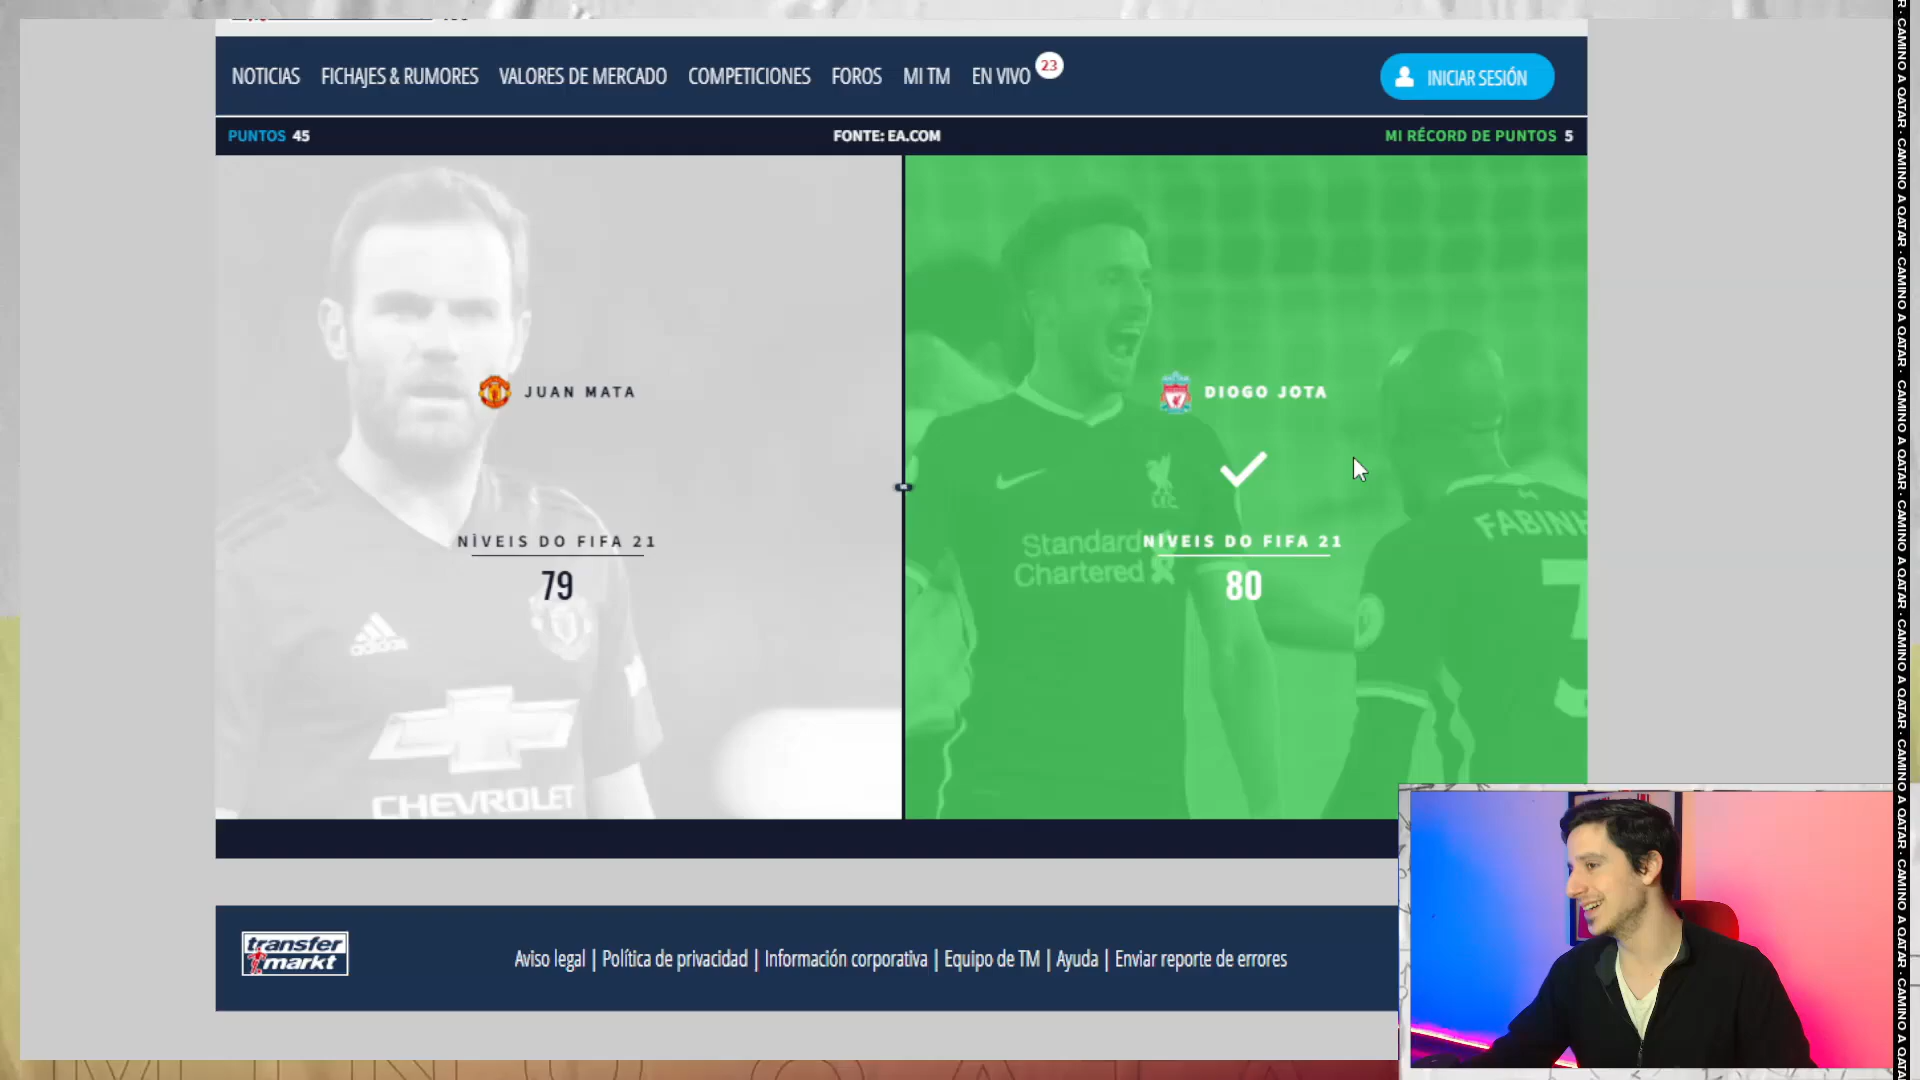 NOTICIAS FICHAJES & RUMORES VALORES DE MERCADO COMPETICIONES FOROS MI TM EN VIVO 23 INICIAR SESIÓN
PUNTOS 45 FONTE: EA.COM MI RÉCORD DE PUNTOS 5
JUAN MATA
DIOGO JOTA
NÍVEIS DO FIFA 21
79
NÍVEIS DO FIFA 21
80
Standard
Chartered
L.F.C.
adidas
CHEVROLET
transfer
markt
Aviso legal | Política de privacidad | Información corporativa | Equipo de TM | Ayuda | Enviar reporte de errores
CAMINO A QATAR · CAMINO A QATAR · CAMINO A QATAR · CAMINO A QATAR · CAMINO A QATAR · CAMINO A QATAR · CAMINO A QATAR · CAMINO A QATAR